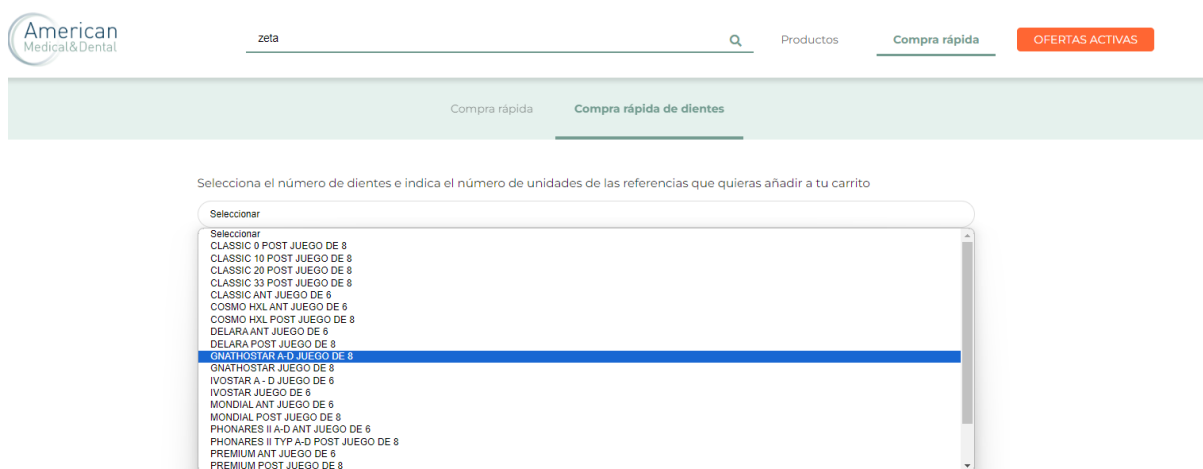 American
Medical&Dental
zeta
Productos
Compra rápida
OFERTAS ACTIVAS
Compra rápida
Compra rápida de dientes
Selecciona el número de dientes e indica el número de unidades de las referencias que quieras añadir a tu carrito
Seleccionar
Seleccionar
CLASSIC 0 POST JUEGO DE 8
CLASSIC 10 POST JUEGO DE 8
CLASSIC 20 POST JUEGO DE 8
CLASSIC 33 POST JUEGO DE 8
CLASSIC ANT JUEGO DE 6
COSMO HXL ANT JUEGO DE 6
COSMO HXL POST JUEGO DE 8
DELARA ANT JUEGO DE 6
DELARA POST JUEGO DE 8
GNATHOSTAR A-D JUEGO DE 8
GNATHOSTAR JUEGO DE 8
IVOSTAR A - D JUEGO DE 6
IVOSTAR JUEGO DE 6
MONDIAL ANT JUEGO DE 6
MONDIAL POST JUEGO DE 8
PHONARES II A-D ANT JUEGO DE 6
PHONARES II TYP A-D POST JUEGO DE 8
PREMIUM ANT JUEGO DE 6
PREMIUM POST JUEGO DE 8